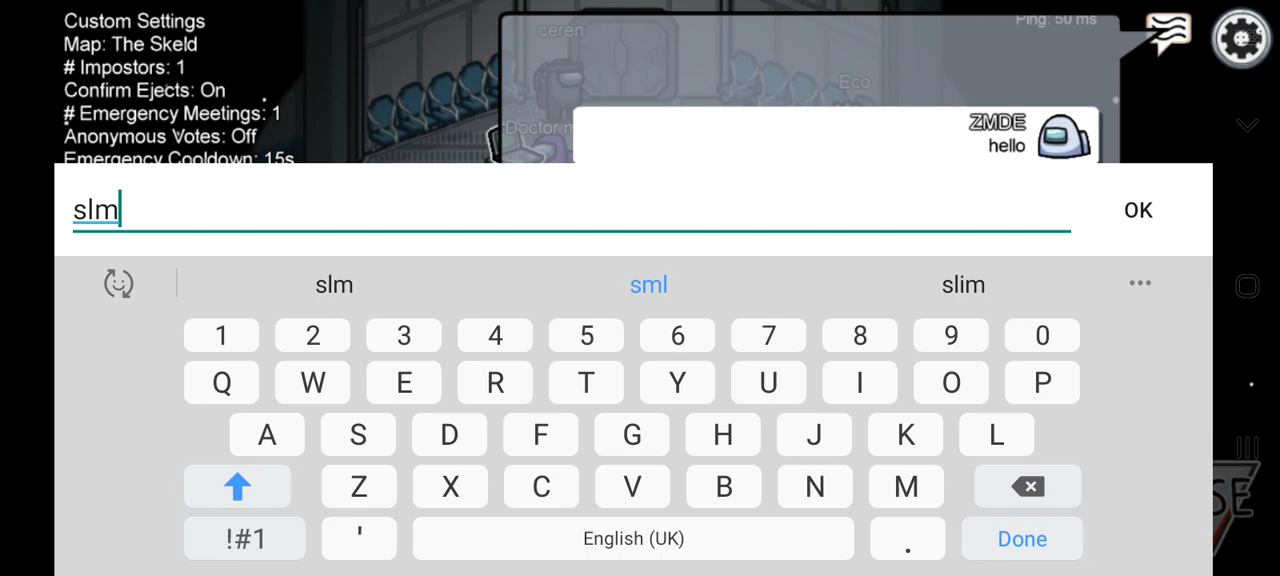 Custom Settings
Map: The Skeld
# Impostors: 1
Confirm Ejects: On
# Emergency Meetings: 1
Anonymous Votes: Off
Emergency Cooldown: 15s
ceren
Ping: 50 ms
Eco
Doctor
ZMDE
hello
slm
OK
slm sml slim
1 2 3 4 5 6 7 8 9 0
Q W E R T Y U I O P
A S D F G H J K L
Z X C V B N M
!#1 ' English (UK) . Done